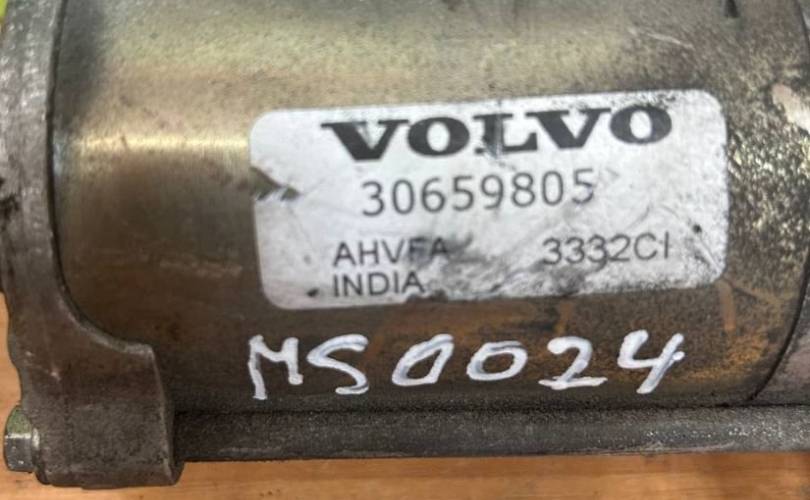 VOLVO
30659805
AHVFA 3332CI
INDIA
MS0024